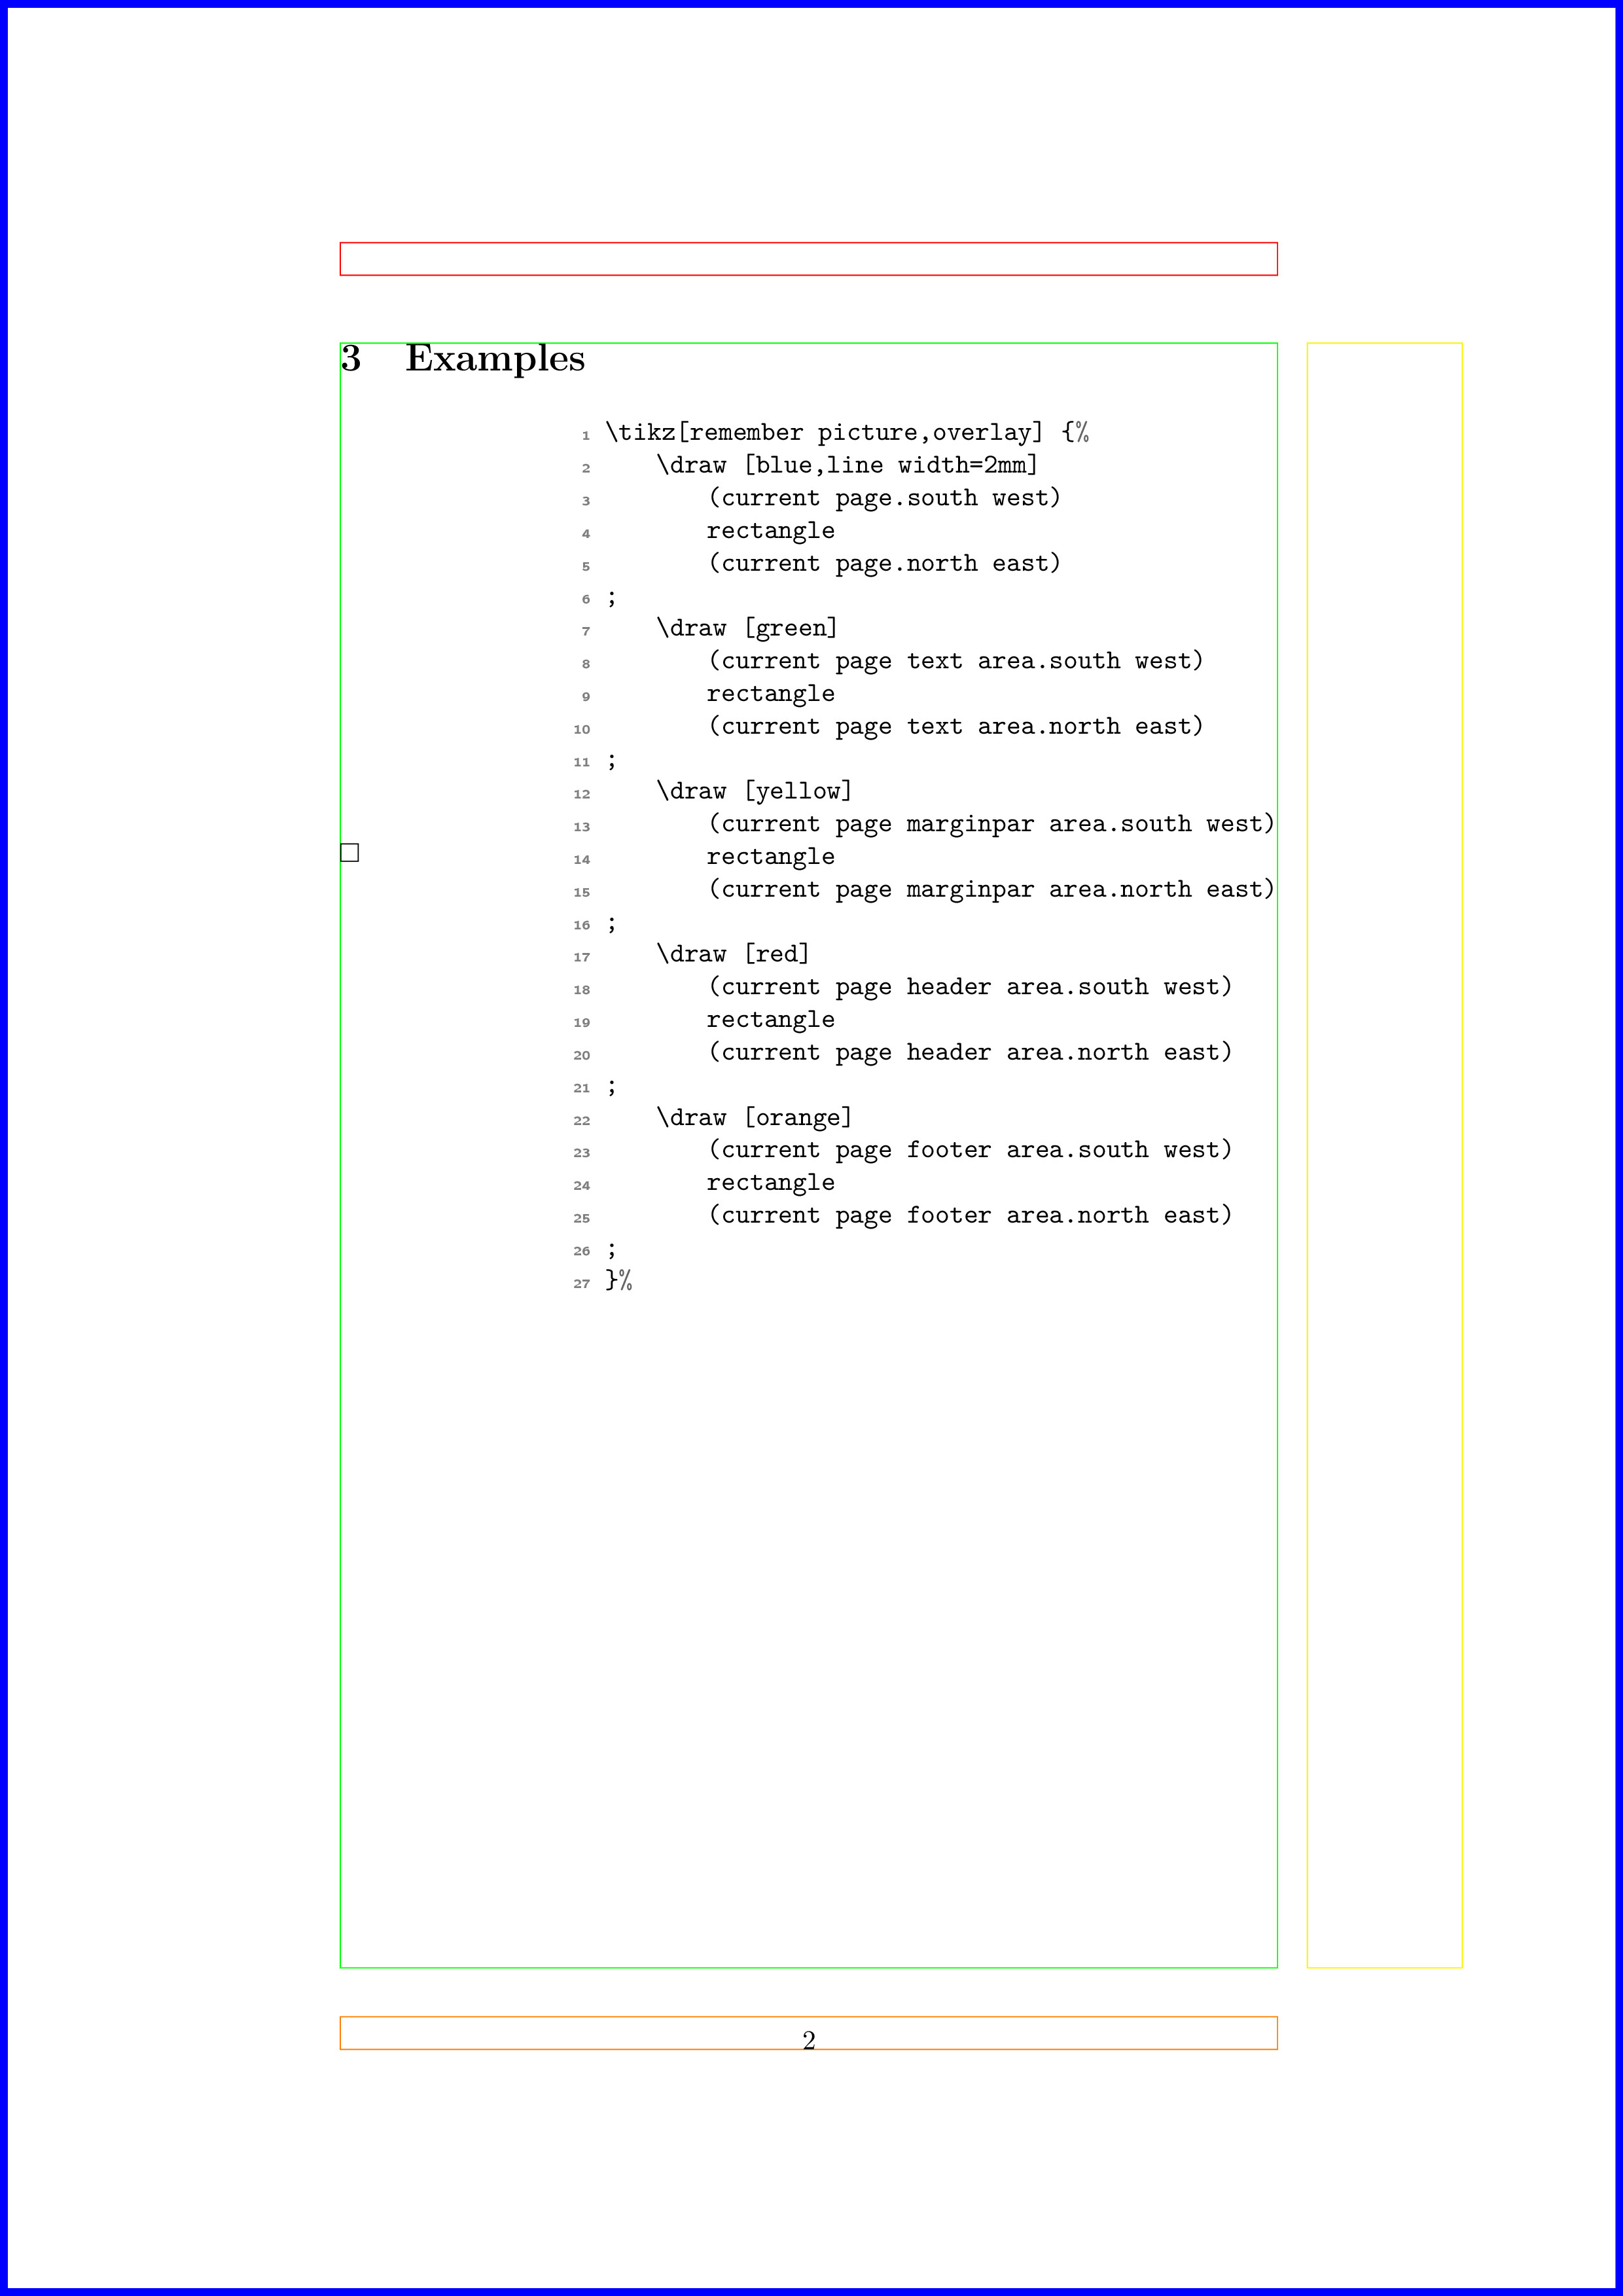 3 Examples
1 \tikz[remember picture,overlay] {%
2     \draw [blue,line width=2mm]
3         (current page.south west)
4         rectangle
5         (current page.north east)
6 ;
7     \draw [green]
8         (current page text area.south west)
9         rectangle
10         (current page text area.north east)
11 ;
12     \draw [yellow]
13         (current page marginpar area.south west)
14         rectangle
15         (current page marginpar area.north east)
16 ;
17     \draw [red]
18         (current page header area.south west)
19         rectangle
20         (current page header area.north east)
21 ;
22     \draw [orange]
23         (current page footer area.south west)
24         rectangle
25         (current page footer area.north east)
26 ;
27 }%
2